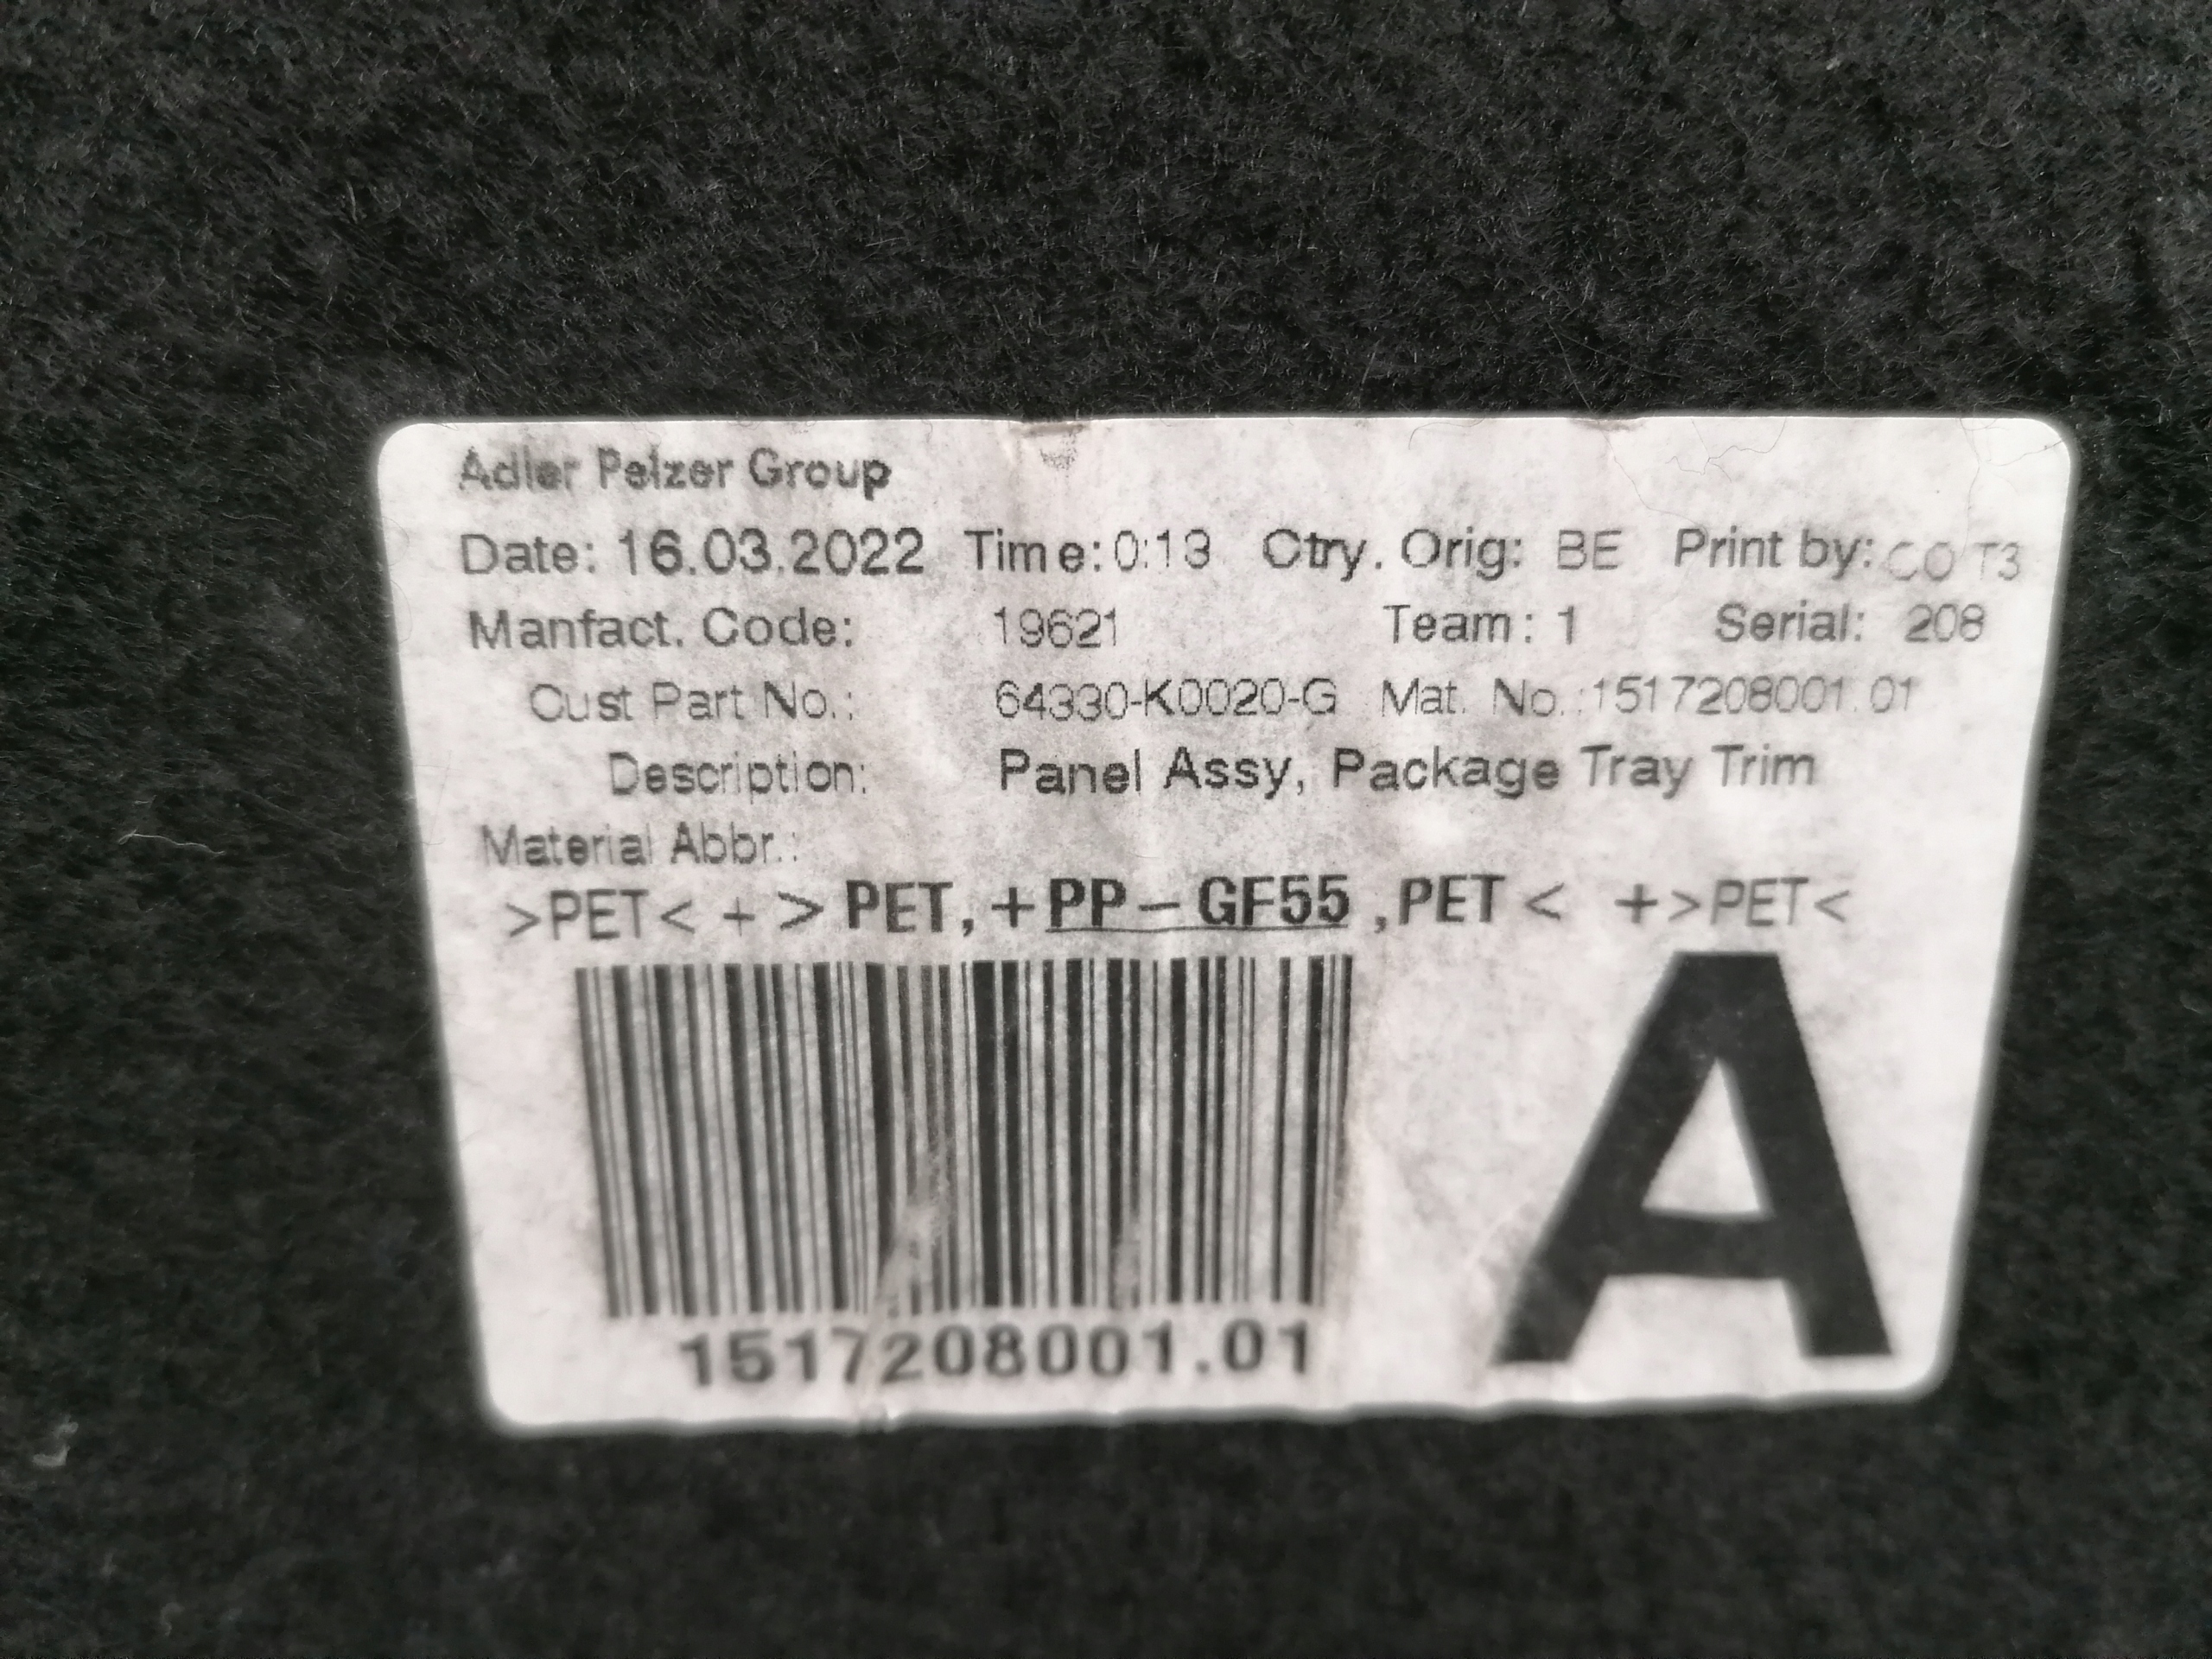 Adler Pelzer Group
Date: 16.03.2022 Time: 0:13 Ctry. Orig: BE Print by: CO T3
Manfact. Code: 19621 Team: 1 Serial: 208
Cust Part No.: 64330-K0020-G Mat. No.:1517208001.01
Description: Panel Assy, Package Tray Trim
Material Abbr.:
>PET< + > PET, +PP-GF55 ,PET < +>PET<
A
1517208001.01